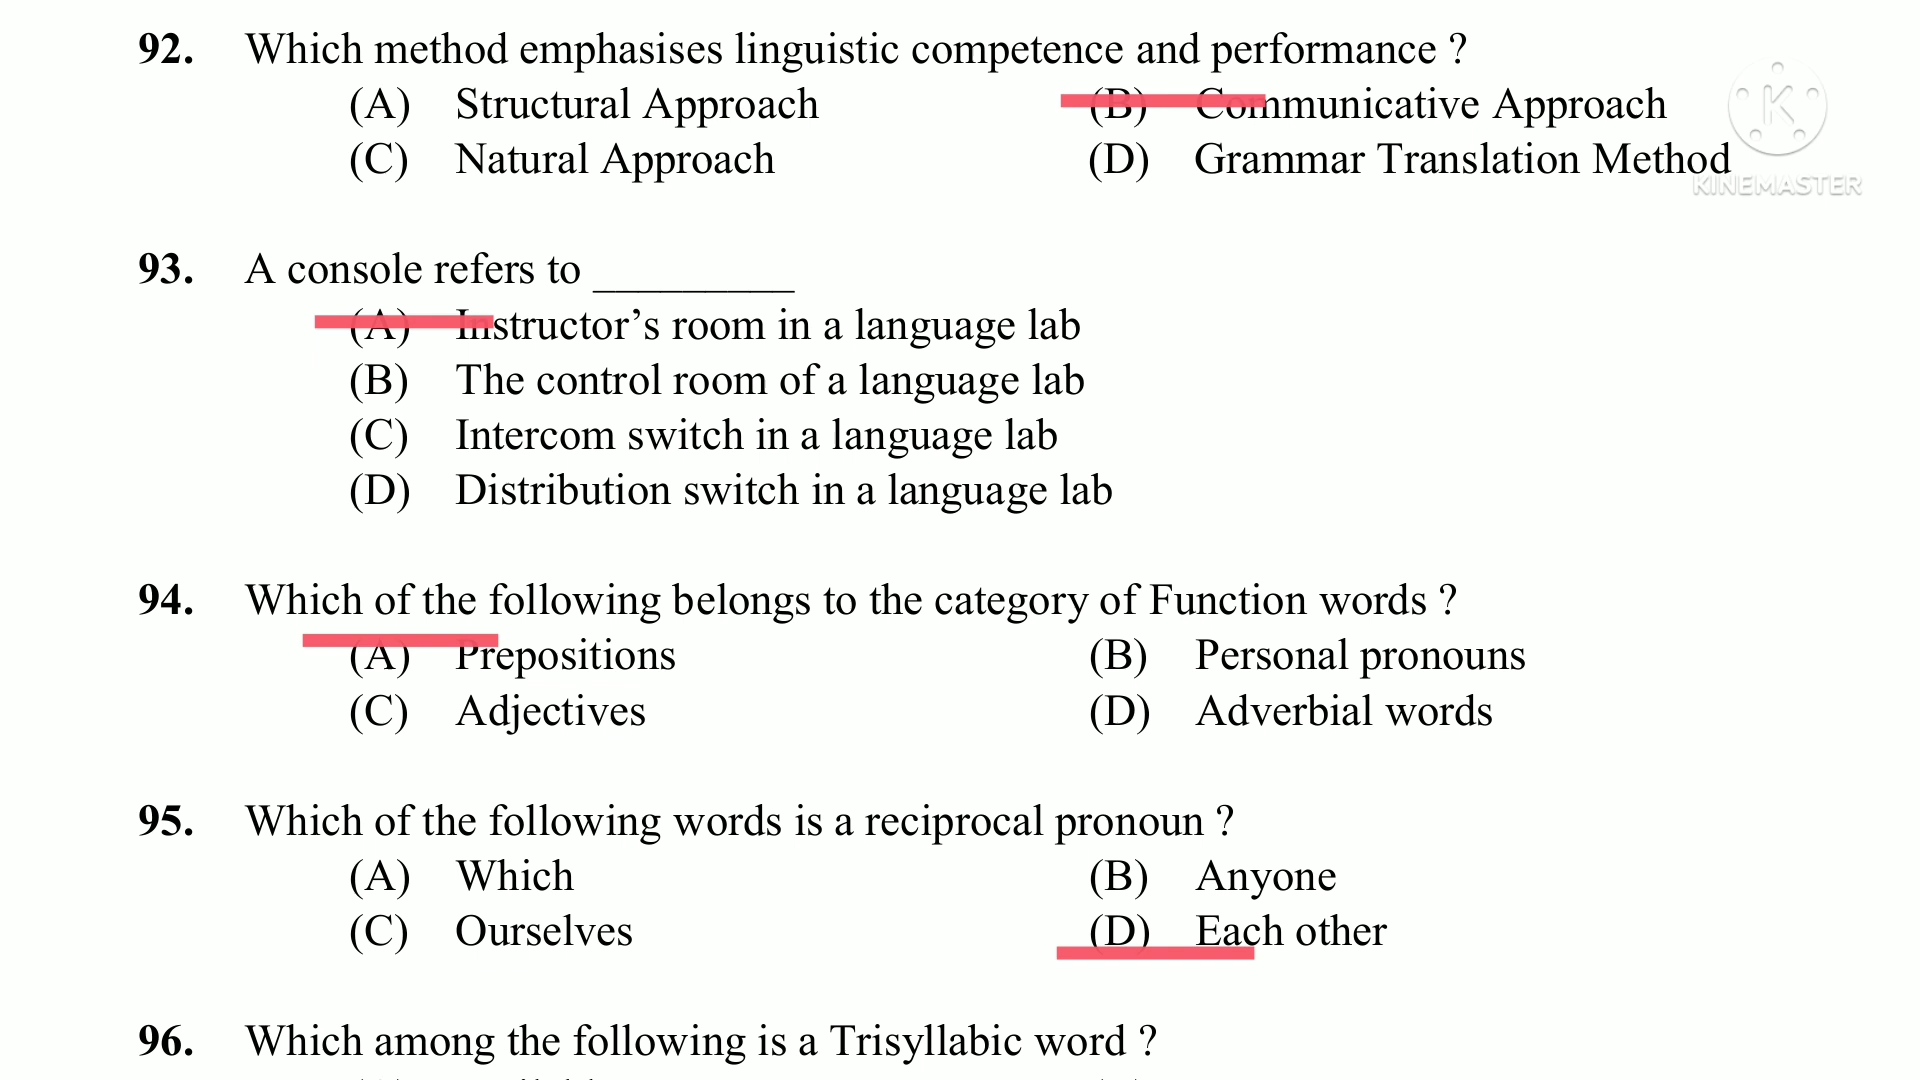 92. Which method emphasises linguistic competence and performance ?
(A) Structural Approach (B) Communicative Approach
(C) Natural Approach (D) Grammar Translation Method
KINEMASTER
93. A console refers to _________
(A) Instructor’s room in a language lab
(B) The control room of a language lab
(C) Intercom switch in a language lab
(D) Distribution switch in a language lab
94. Which of the following belongs to the category of Function words ?
(A) Prepositions (B) Personal pronouns
(C) Adjectives (D) Adverbial words
95. Which of the following words is a reciprocal pronoun ?
(A) Which (B) Anyone
(C) Ourselves (D) Each other
96. Which among the following is a Trisyllabic word ?